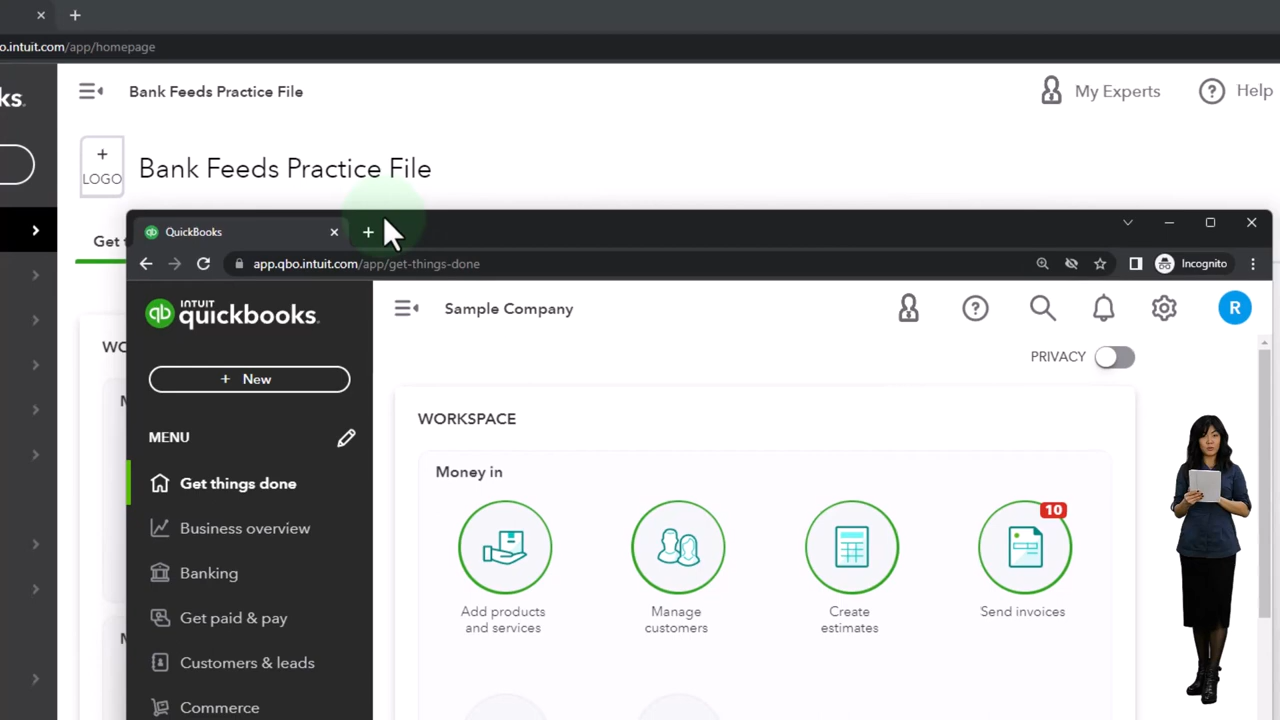 o.intuit.com/app/homepage
ks.
Bank Feeds Practice File
My Experts
Help
+
LOGO
Bank Feeds Practice File
Get
QuickBooks
app.qbo.intuit.com/app/get-things-done
Incognito
INTUIT
quickbooks.
Sample Company
R
+ New
PRIVACY
WO
MENU
WORKSPACE
Money in
Get things done
10
Business overview
Banking
Add products
and services
Manage
customers
Create
estimates
Send invoices
Get paid & pay
Customers & leads
Commerce